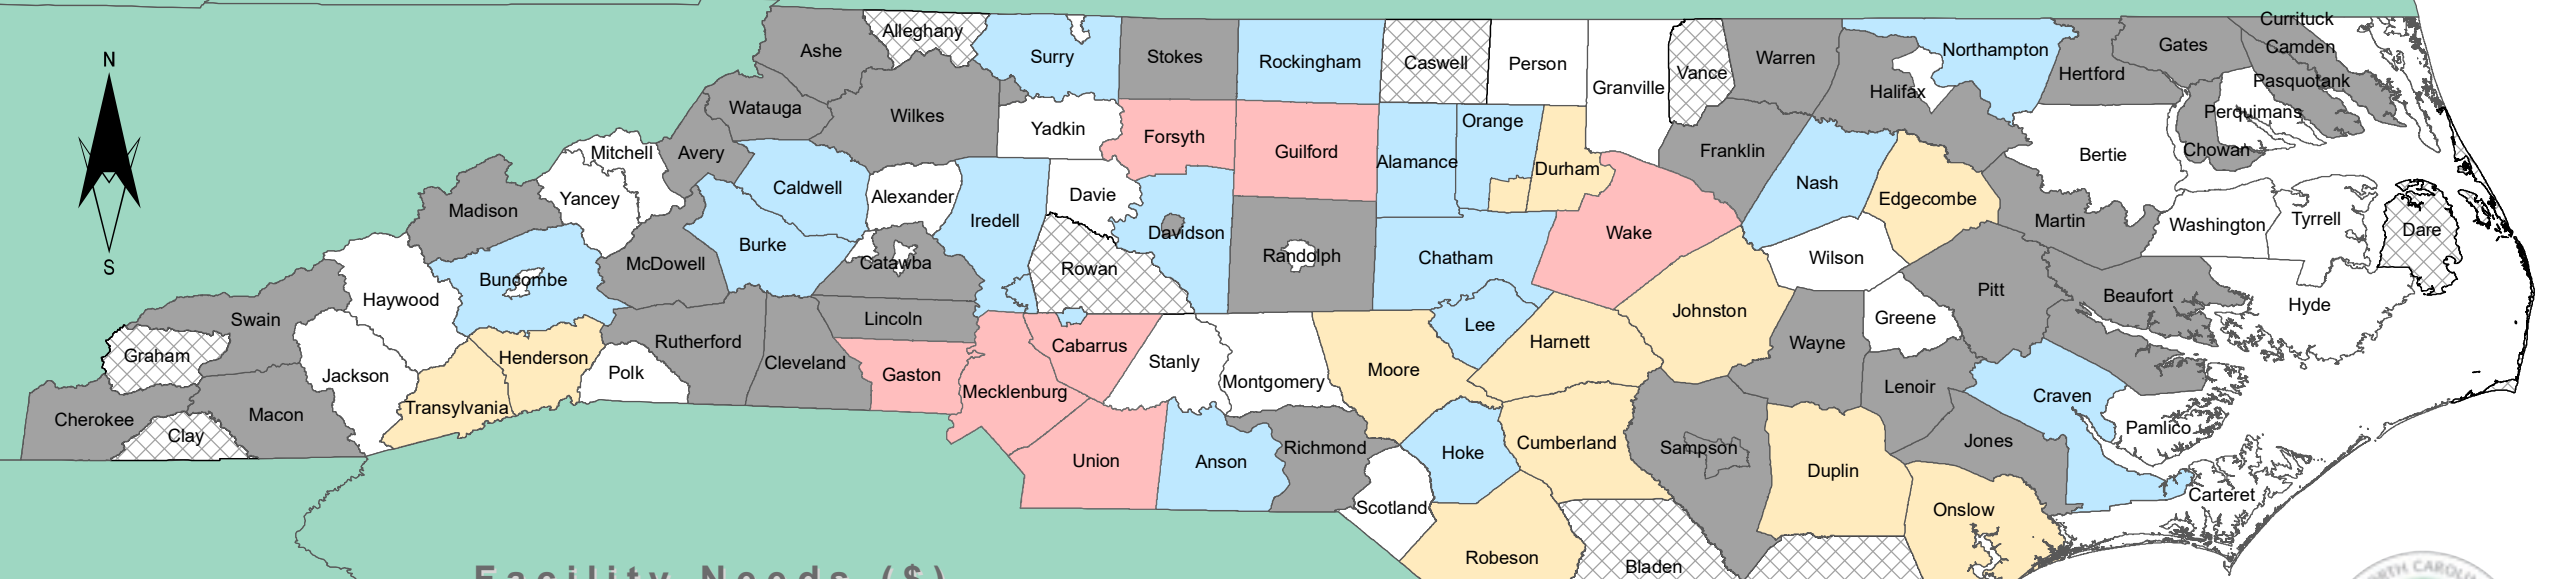 N
S
Ashe
Alleghany
Surry
Stokes
Rockingham
Caswell
Person
Granville
Vance
Warren
Halifax
Northampton
Hertford
Gates
Currituck
Camden
Pasquotank
Perquimans
Chowan
Watauga
Wilkes
Yadkin
Forsyth
Guilford
Alamance
Orange
Durham
Franklin
Nash
Edgecombe
Bertie
Martin
Washington
Tyrrell
Dare
Mitchell
Avery
Yancey
Madison
Caldwell
Alexander
Davie
Iredell
Davidson
Randolph
Chatham
Wake
Wilson
Buncombe
McDowell
Burke
Catawba
Rowan
Haywood
Swain
Graham
Jackson
Henderson
Polk
Rutherford
Cleveland
Lincoln
Gaston
Mecklenburg
Cabarrus
Stanly
Montgomery
Moore
Lee
Harnett
Johnston
Wayne
Greene
Pitt
Beaufort
Hyde
Cherokee
Clay
Macon
Transylvania
Union
Anson
Richmond
Hoke
Cumberland
Sampson
Duplin
Lenoir
Jones
Craven
Pamlico
Carteret
Scotland
Robeson
Bladen
Onslow
Facility Needs ($)
RTH CAROLI